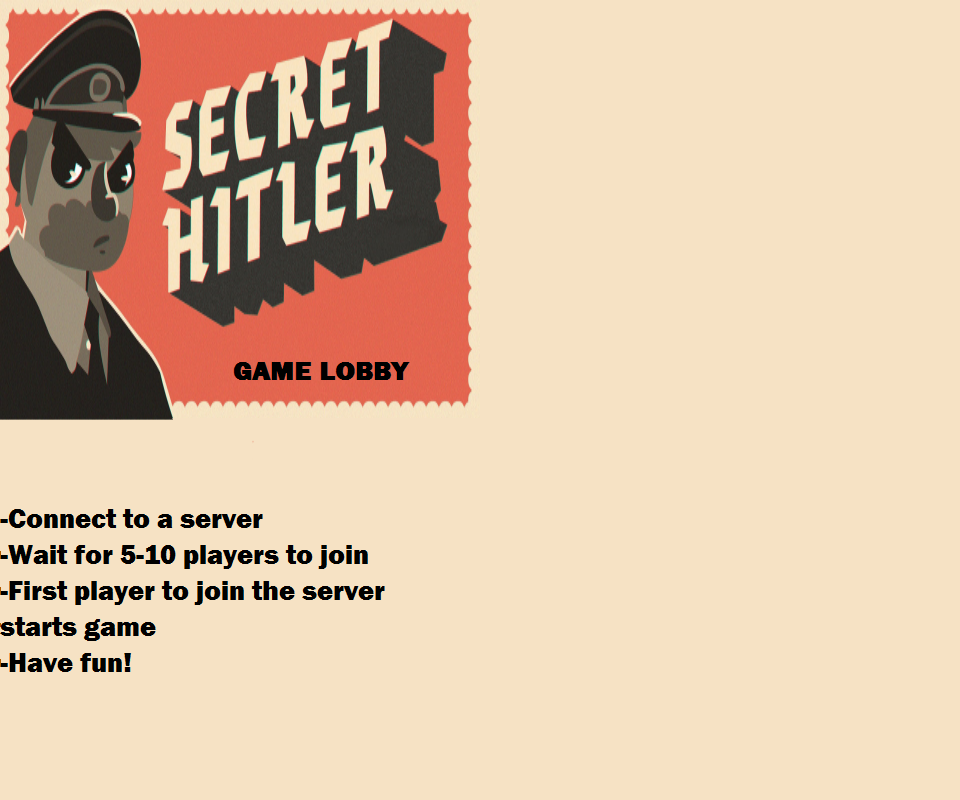 SECRET
HITLER
GAME LOBBY
-Connect to a server
-Wait for 5-10 players to join
-First player to join the server
starts game
-Have fun!